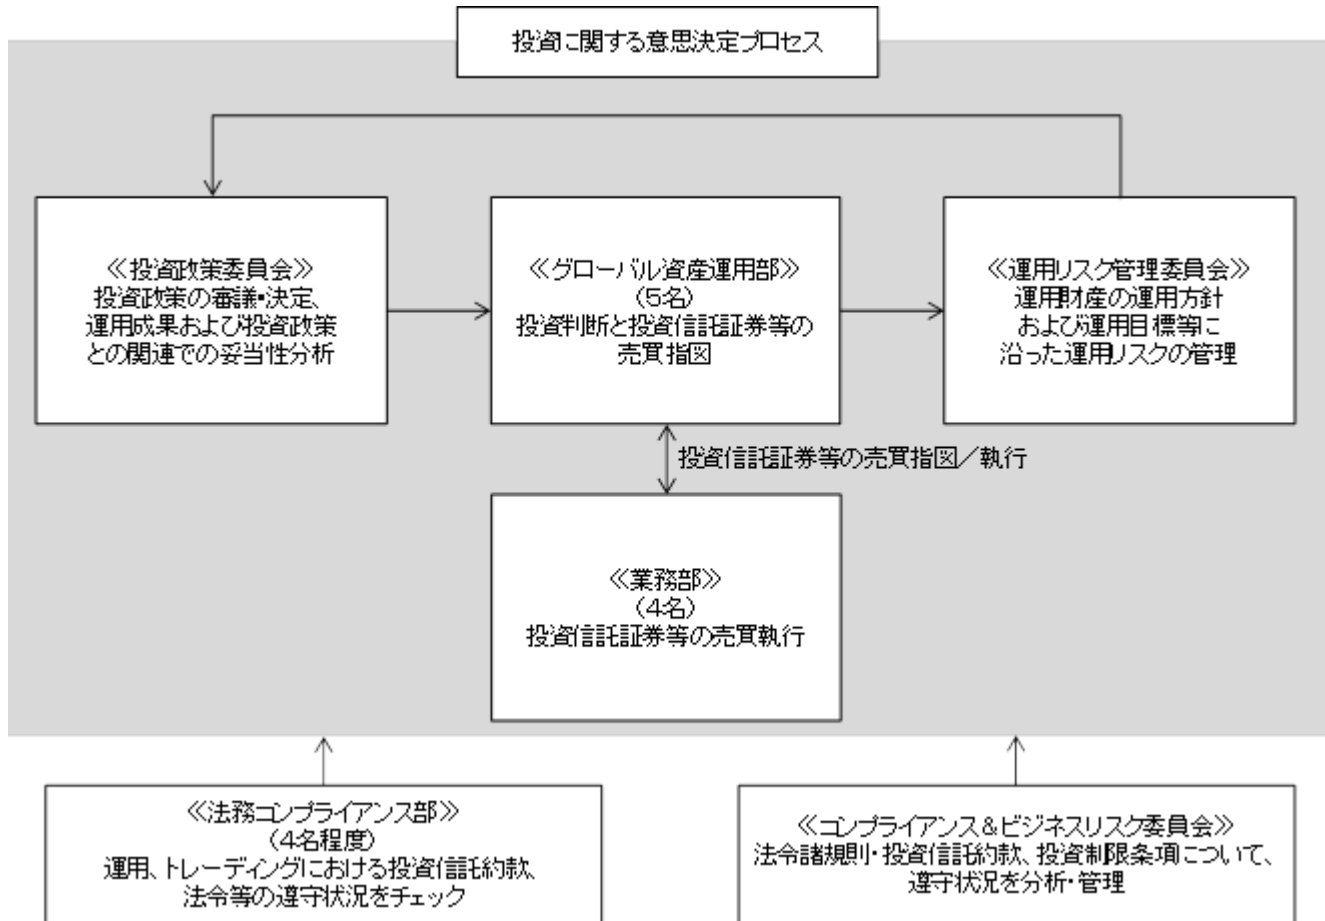 投資に関する意思決定プロセス
≪投資政策委員会≫
投資政策の審議・決定、
運用成果および投資政策
との関連での妥当性分析
≪グローバル資産運用部≫
(5名)
投資判断と投資信託証券等の
売買指図
≪運用リスク管理委員会≫
運用財産の運用方針
および運用目標等に
沿った運用リスクの管理
投資信託証券等の売買指図／執行
≪業務部≫
(4名)
投資信託証券等の売買執行
≪法務コンプライアンス部≫
(4名程度)
運用、トレーディングにおける投資信託約款、
法令等の遵守状況をチェック
≪コンプライアンス＆ビジネスリスク委員会≫
法令諸規則・投資信託約款、投資制限条項について、
遵守状況を分析・管理